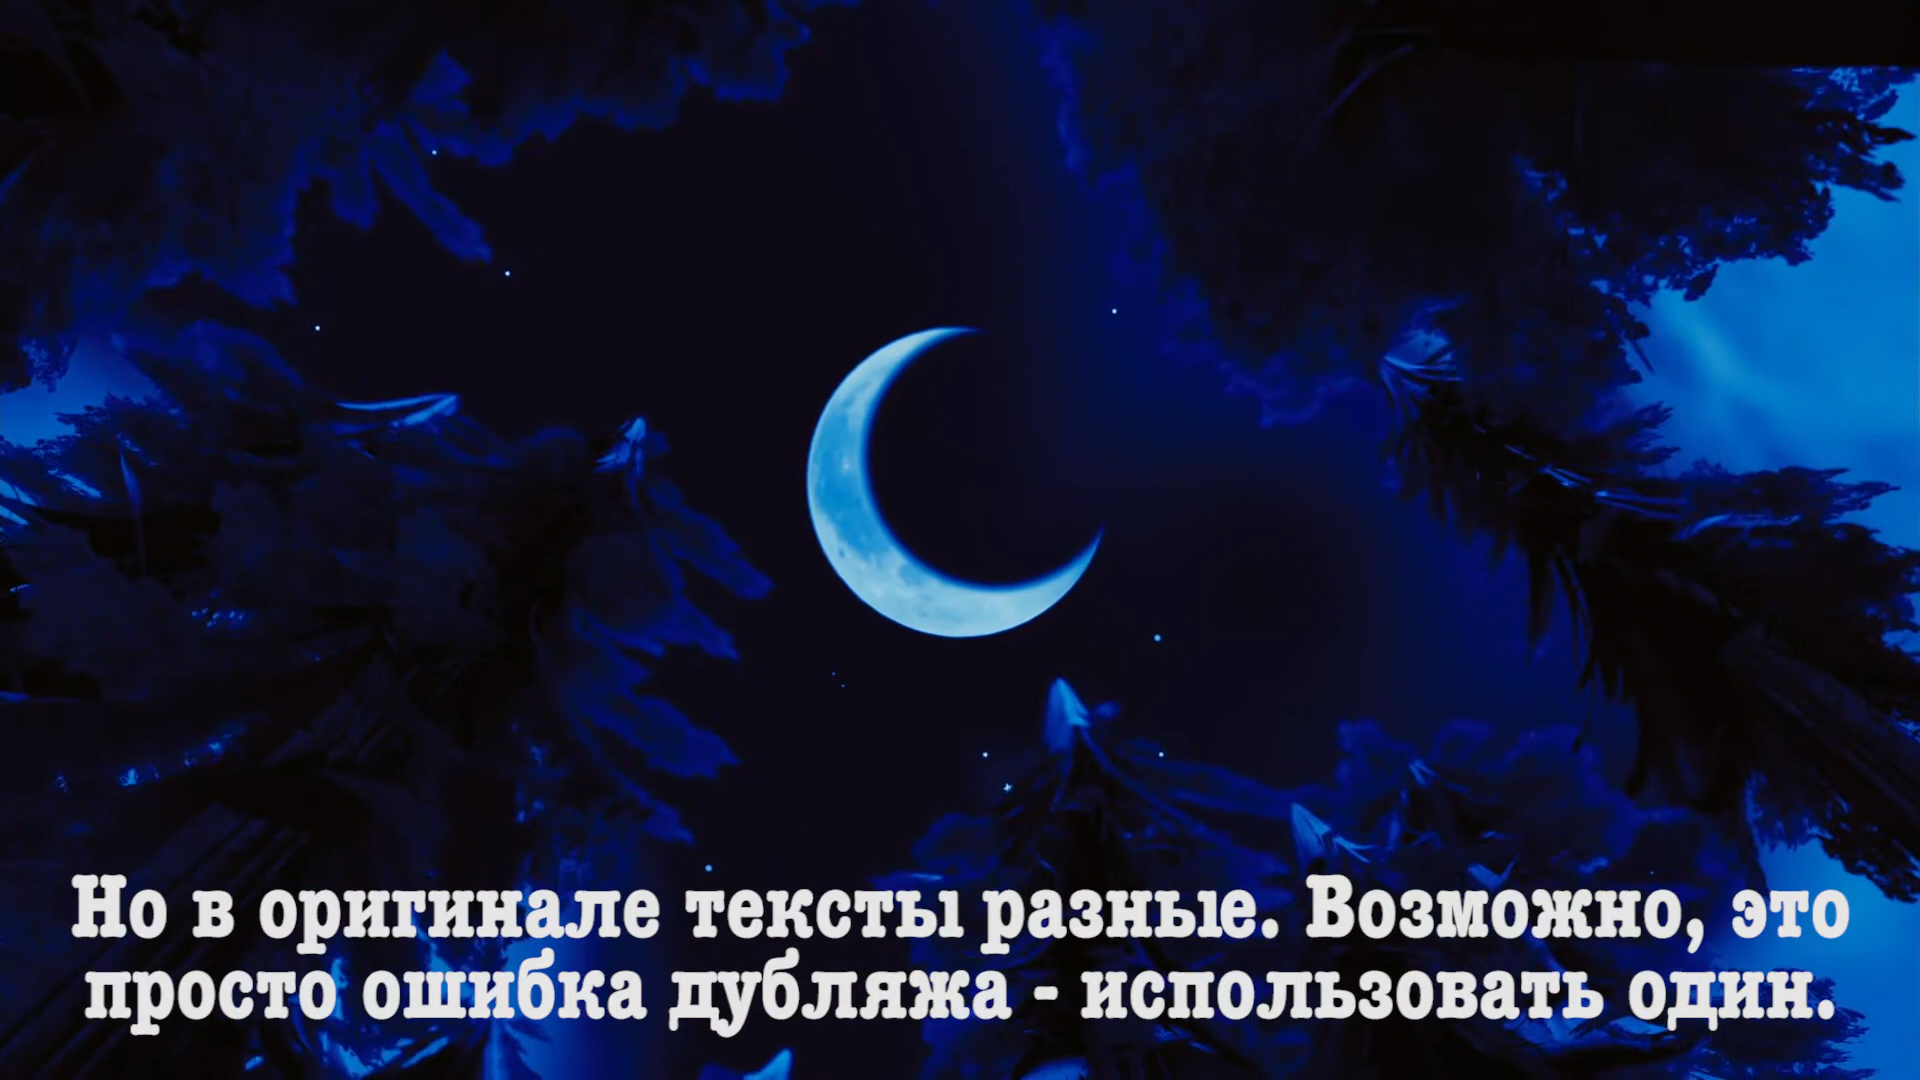 Но в оригинале тексты разные. Возможно, это
просто ошибка дубляжа - использовать один.